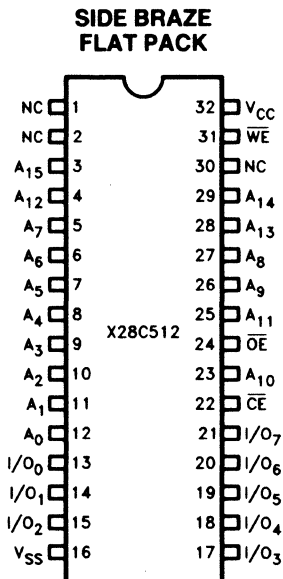 SIDE BRAZE
FLAT PACK
NC 1 32 VCC
NC 2 31 W̅E̅
A15 3 30 NC
A12 4 29 A14
A7 5 28 A13
A6 6 27 A8
A5 7 26 A9
A4 8 25 A11
X28C512
A3 9 24 O̅E̅
A2 10 23 A10
A1 11 22 C̅E̅
A0 12 21 I/O7
I/O0 13 20 I/O6
I/O1 14 19 I/O5
I/O2 15 18 I/O4
VSS 16 17 I/O3